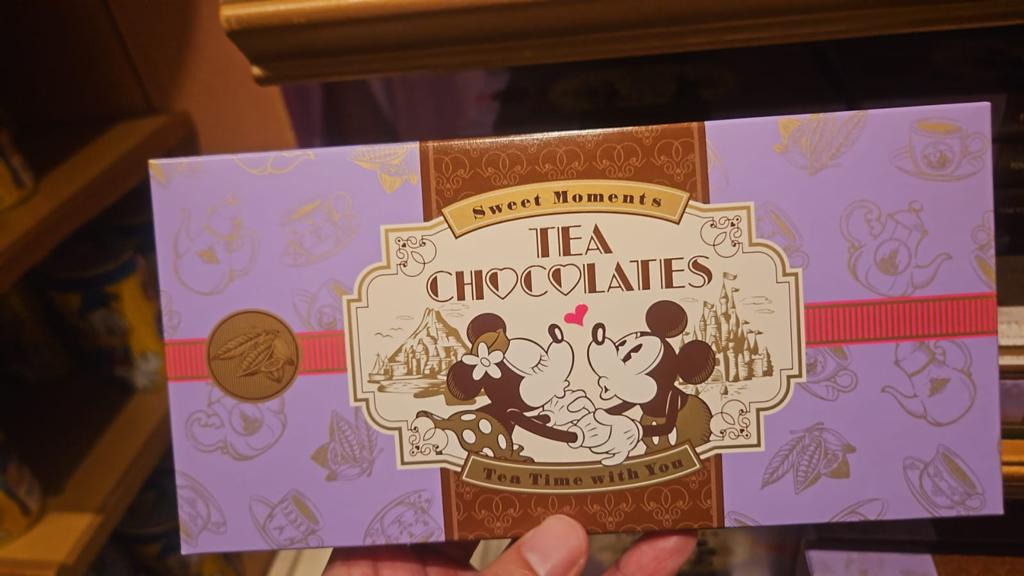 Sweet Moments
TEA
CHOCOLATES
Tea Time with You